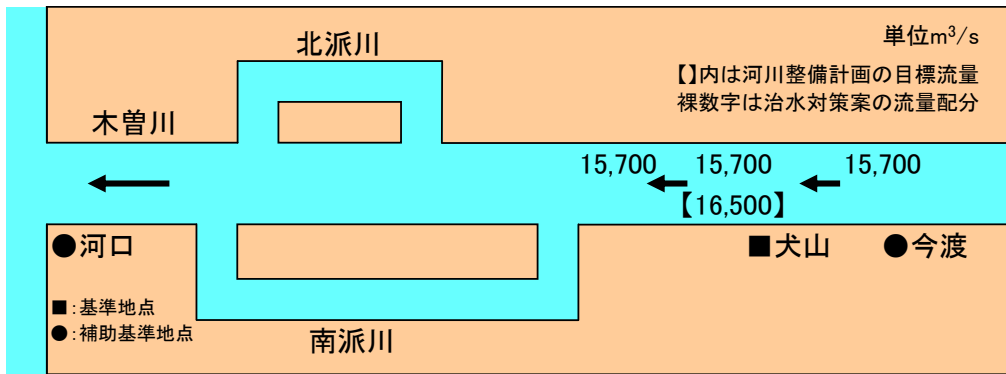 単位m³/s
北派川
【】内は河川整備計画の目標流量
裸数字は治水対策案の流量配分
木曽川
15,700 15,700 15,700
【16,500】
●河口 ■犬山 ●今渡
■:基準地点
●:補助基準地点
南派川